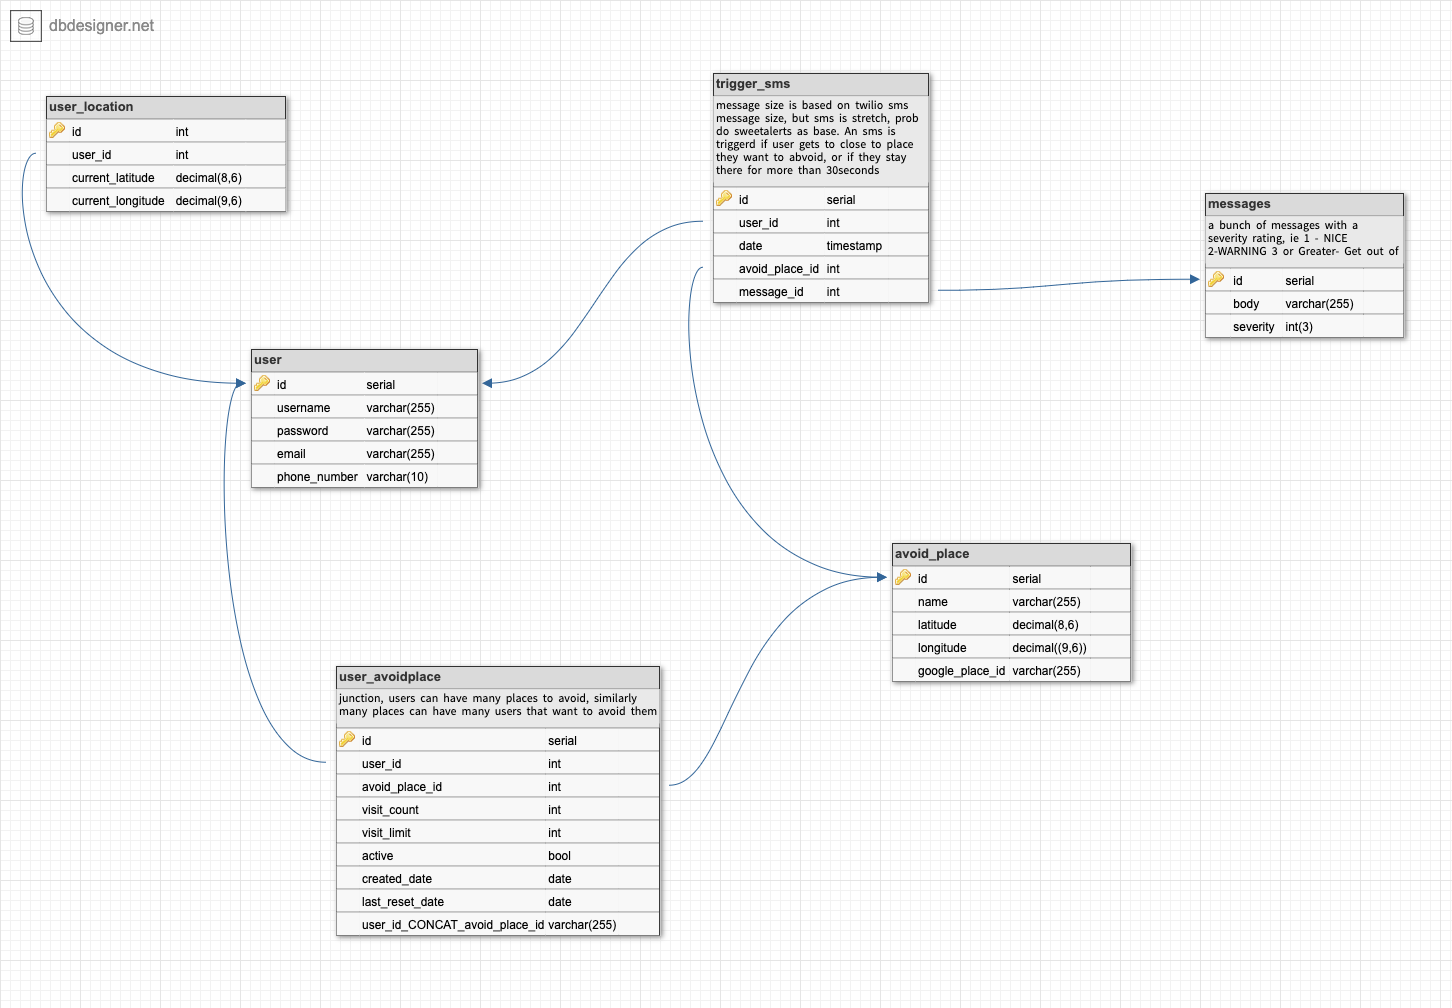 dbdesigner.net
user_location
id int
user_id int
current_latitude decimal(8,6)
current_longitude decimal(9,6)
trigger_sms
message size is based on twilio sms
message size, but sms is stretch, prob
do sweetalerts as base. An sms is
triggerd if user gets to close to place
they want to abvoid, or if they stay
there for more than 30seconds
id serial
user_id int
date timestamp
avoid_place_id int
message_id int
messages
a bunch of messages with a
severity rating, ie 1 - NICE
2-WARNING 3 or Greater- Get out of
id serial
body varchar(255)
severity int(3)
user
id serial
username varchar(255)
password varchar(255)
email varchar(255)
phone_number varchar(10)
avoid_place
id serial
name varchar(255)
latitude decimal(8,6)
longitude decimal((9,6))
google_place_id varchar(255)
user_avoidplace
junction, users can have many places to avoid, similarly
many places can have many users that want to avoid them
id serial
user_id int
avoid_place_id int
visit_count int
visit_limit int
active bool
created_date date
last_reset_date date
user_id_CONCAT_avoid_place_id varchar(255)